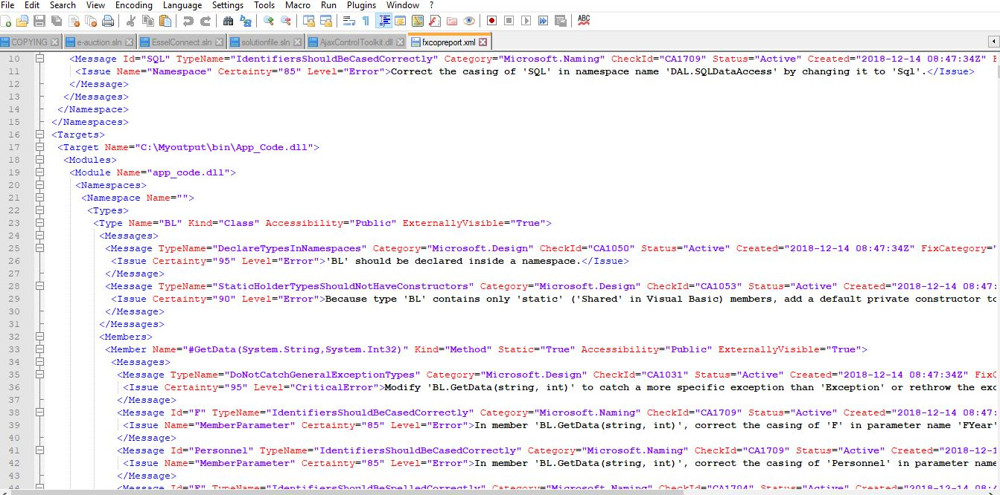 File Edit Search View Encoding Language Settings Tools Macro Run Plugins Window ?
COPYING e-auction.sln EsselConnect.sln solutionfile.sln AjaxControlToolkit.dll fxcopreport.xml
10 <Message Id="SQL" TypeName="IdentifiersShouldBeCasedCorrectly" Category="Microsoft.Naming" CheckId="CA1709" Status="Active" Created="2018-12-14 08:47:34Z"
11 <Issue Name="Namespace" Certainty="85" Level="Error">Correct the casing of 'SQL' in namespace name 'DAL.SQLDataAccess' by changing it to 'Sql'.</Issue>
12 </Message>
13 </Messages>
14 </Namespace>
15 </Namespaces>
16 <Targets>
17 <Target Name="C:\Myoutput\bin\App_Code.dll">
18 <Modules>
19 <Module Name="app_code.dll">
20 <Namespaces>
21 <Namespace Name="">
22 <Types>
23 <Type Name="BL" Kind="Class" Accessibility="Public" ExternallyVisible="True">
24 <Messages>
25 <Message TypeName="DeclareTypesInNamespaces" Category="Microsoft.Design" CheckId="CA1050" Status="Active" Created="2018-12-14 08:47:34Z" FixCategory="
26 <Issue Certainty="95" Level="Error">'BL' should be declared inside a namespace.</Issue>
27 </Message>
28 <Message TypeName="StaticHolderTypesShouldNotHaveConstructors" Category="Microsoft.Design" CheckId="CA1053" Status="Active" Created="2018-12-14 08:47:
29 <Issue Certainty="90" Level="Error">Because type 'BL' contains only 'static' ('Shared' in Visual Basic) members, add a default private constructor to
30 </Message>
31 </Messages>
32 <Members>
33 <Member Name="#GetData(System.String,System.Int32)" Kind="Method" Static="True" Accessibility="Public" ExternallyVisible="True">
34 <Messages>
35 <Message TypeName="DoNotCatchGeneralExceptionTypes" Category="Microsoft.Design" CheckId="CA1031" Status="Active" Created="2018-12-14 08:47:34Z" FixC
36 <Issue Certainty="95" Level="CriticalError">Modify 'BL.GetData(string, int)' to catch a more specific exception than 'Exception' or rethrow the exc
37 </Message>
38 <Message Id="F" TypeName="IdentifiersShouldBeCasedCorrectly" Category="Microsoft.Naming" CheckId="CA1709" Status="Active" Created="2018-12-14 08:47:
39 <Issue Name="MemberParameter" Certainty="85" Level="Error">In member 'BL.GetData(string, int)', correct the casing of 'F' in parameter name 'FYear'
40 </Message>
41 <Message Id="Personnel" TypeName="IdentifiersShouldBeCasedCorrectly" Category="Microsoft.Naming" CheckId="CA1709" Status="Active" Created="2018-12-1
42 <Issue Name="MemberParameter" Certainty="85" Level="Error">In member 'BL.GetData(string, int)', correct the casing of 'Personnel' in parameter name
43 </Message>
44 <Message Id="F" TypeName="IdentifiersShouldBeSpelledCorrectly" Category="Microsoft.Naming" CheckId="CA1704" Status="Active" Created="2018-12-14 08:4